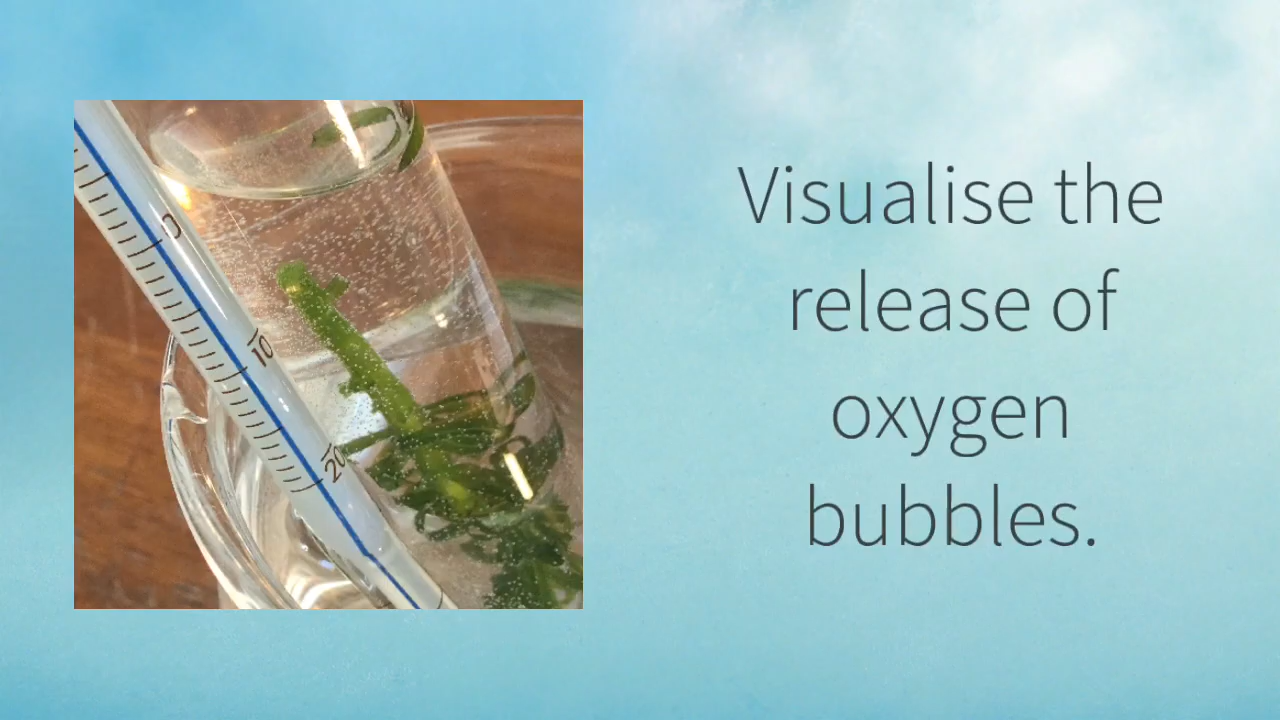 Visualise the
release of
oxygen
bubbles.
0
10
20